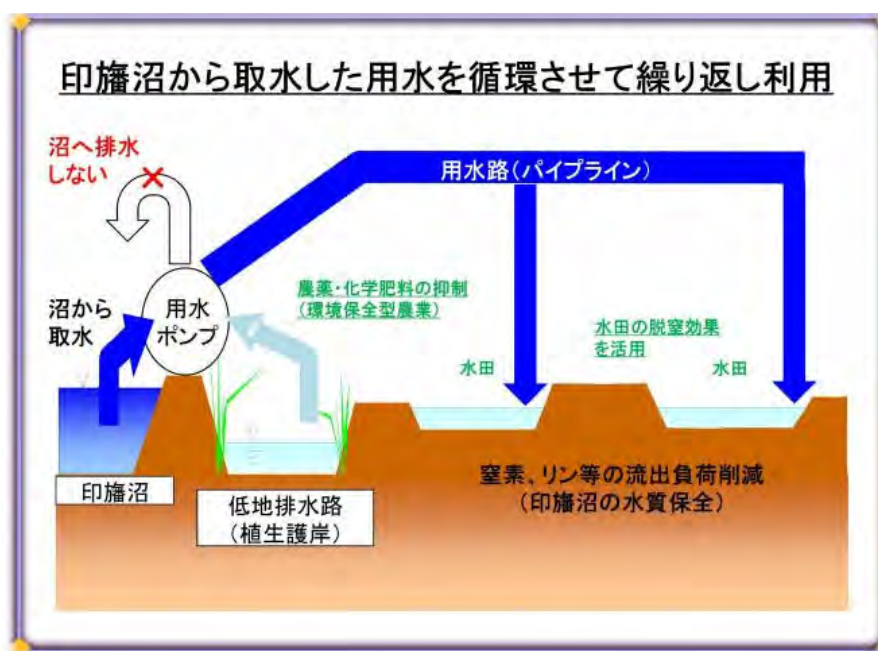 印旛沼から取水した用水を循環させて繰り返し利用
沼へ排水
しない
用水路(パイプライン)
農薬・化学肥料の抑制
(環境保全型農業)
沼から
取水
用水
ポンプ
水田の脱窒効果
を活用
水田
水田
印旛沼
低地排水路
(植生護岸)
窒素、リン等の流出負荷削減
(印旛沼の水質保全)